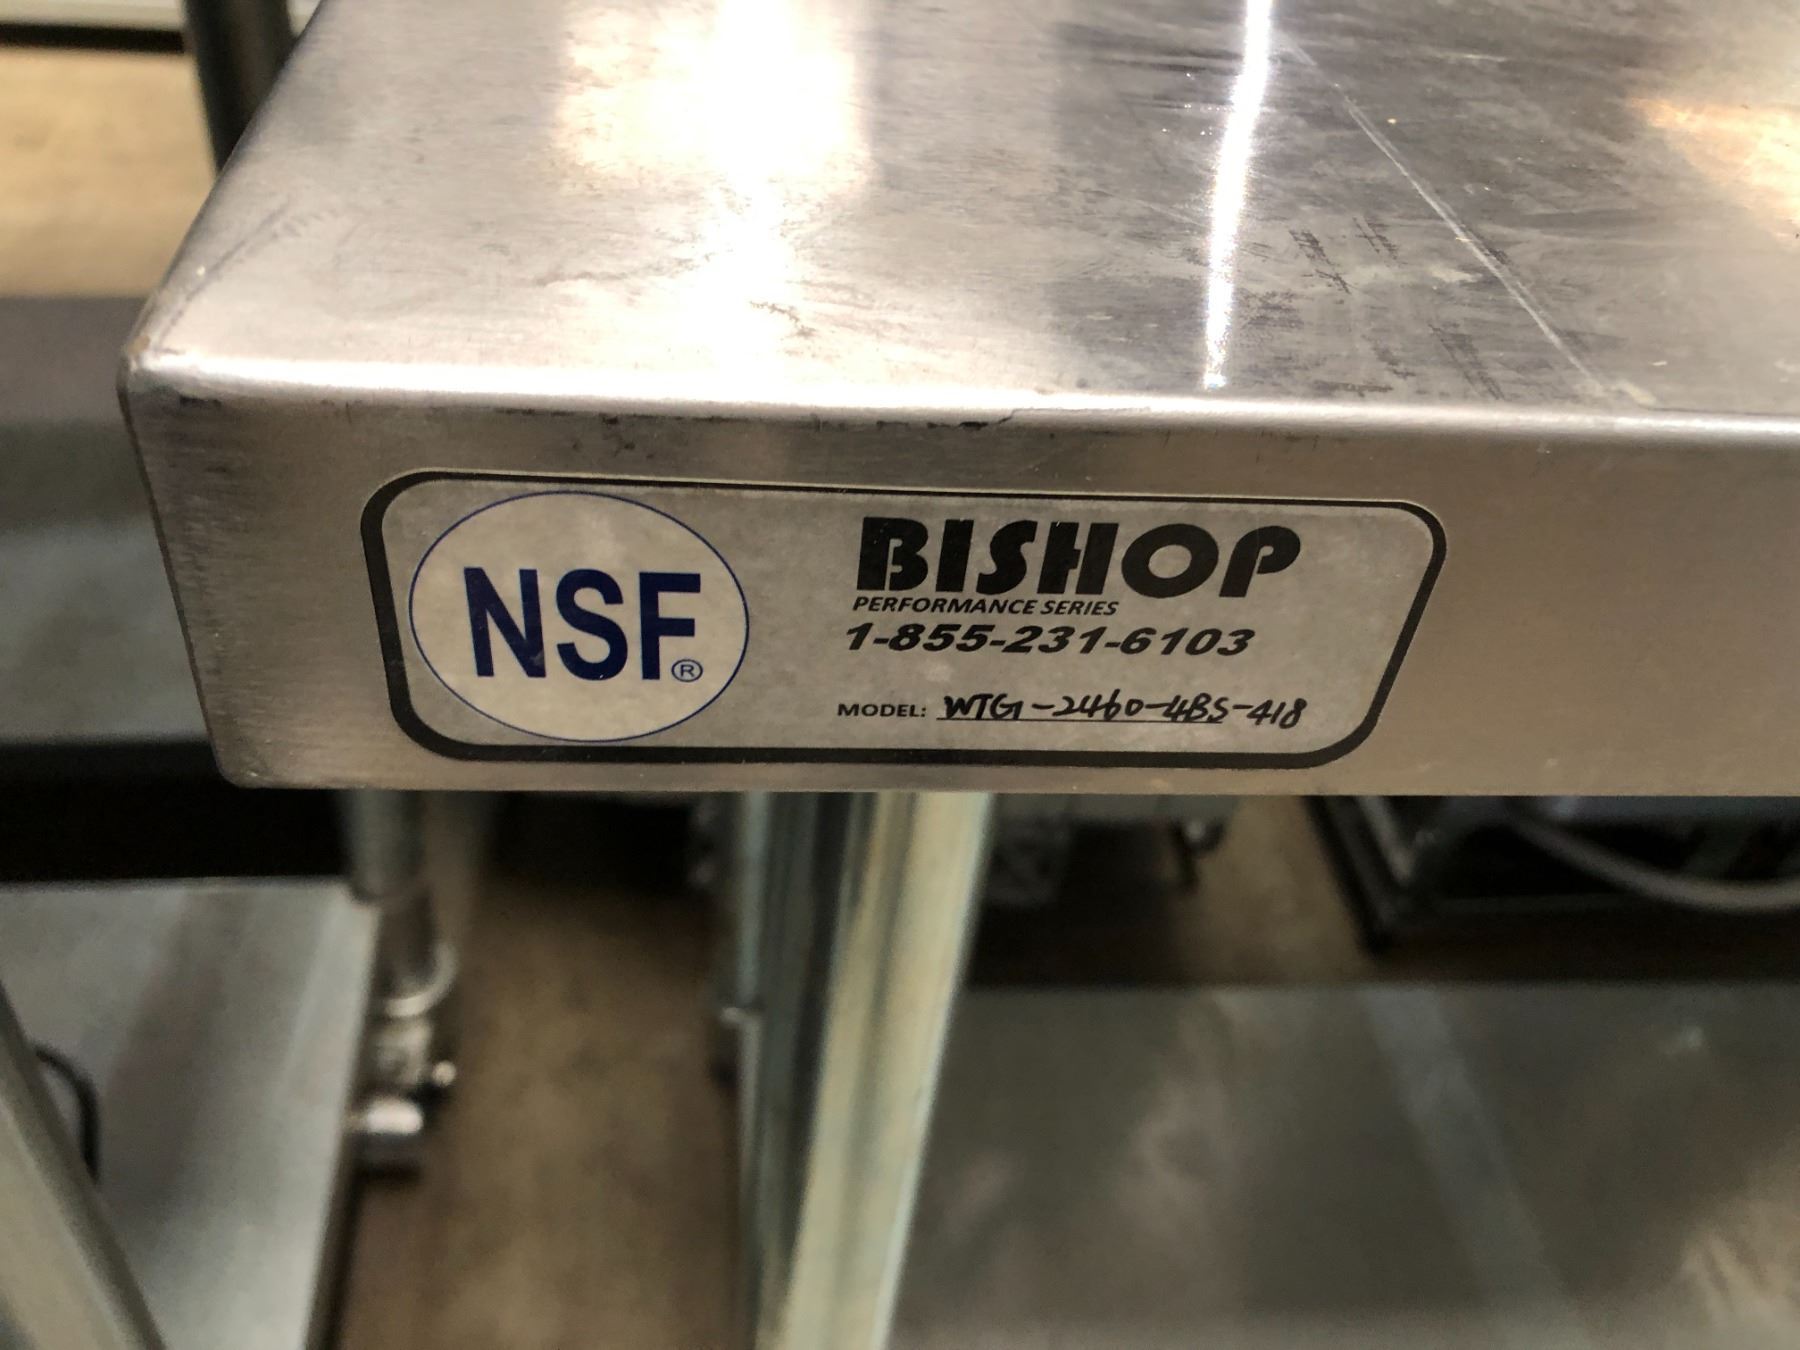 NSF®
BISHOP
PERFORMANCE SERIES
1-855-231-6103
MODEL: WTG-2460-4BS-418